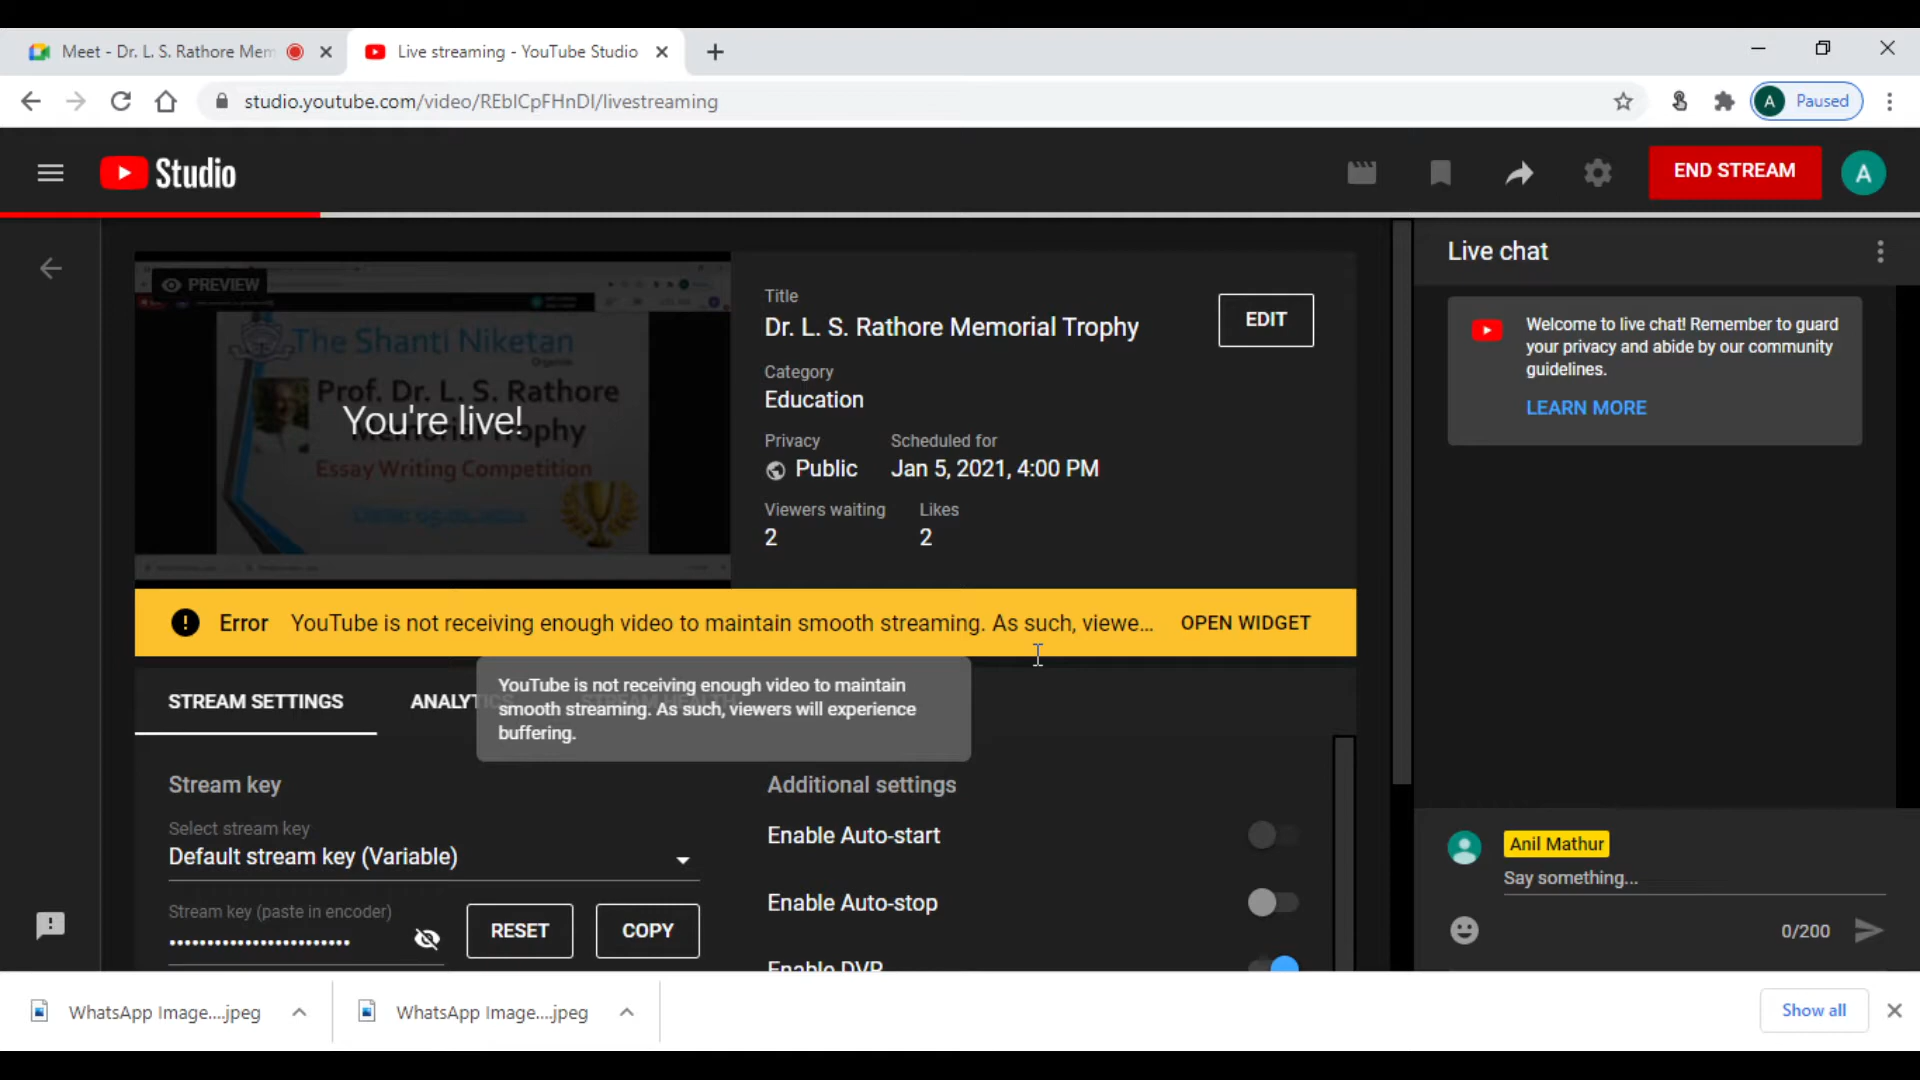 Meet - Dr. L. S. Rathore Mem
Live streaming - YouTube Studio
studio.youtube.com/video/REbICpFHnDI/livestreaming
A
Paused
Studio
END STREAM
A
PREVIEW
The Shanti Niketan
Prof. Dr. L. S. Rathore
Memorial Trophy
You're live!
Essay Writing Competition
Title
Dr. L. S. Rathore Memorial Trophy
EDIT
Category
Education
Privacy
Scheduled for
Public
Jan 5, 2021, 4:00 PM
Viewers waiting
Likes
2
2
Error
YouTube is not receiving enough video to maintain smooth streaming. As such, viewe...
OPEN WIDGET
YouTube is not receiving enough video to maintain
smooth streaming. As such, viewers will experience
buffering.
STREAM SETTINGS
ANALYTICS
STREAM HEALTH
Stream key
Select stream key
Default stream key (Variable)
Stream key (paste in encoder)
••••••••••••••••••••••••
RESET
COPY
Additional settings
Enable Auto-start
Enable Auto-stop
Enable DVR
Live chat
Welcome to live chat! Remember to guard
your privacy and abide by our community
guidelines.
LEARN MORE
Anil Mathur
Say something...
0/200
WhatsApp Image....jpeg
WhatsApp Image....jpeg
Show all